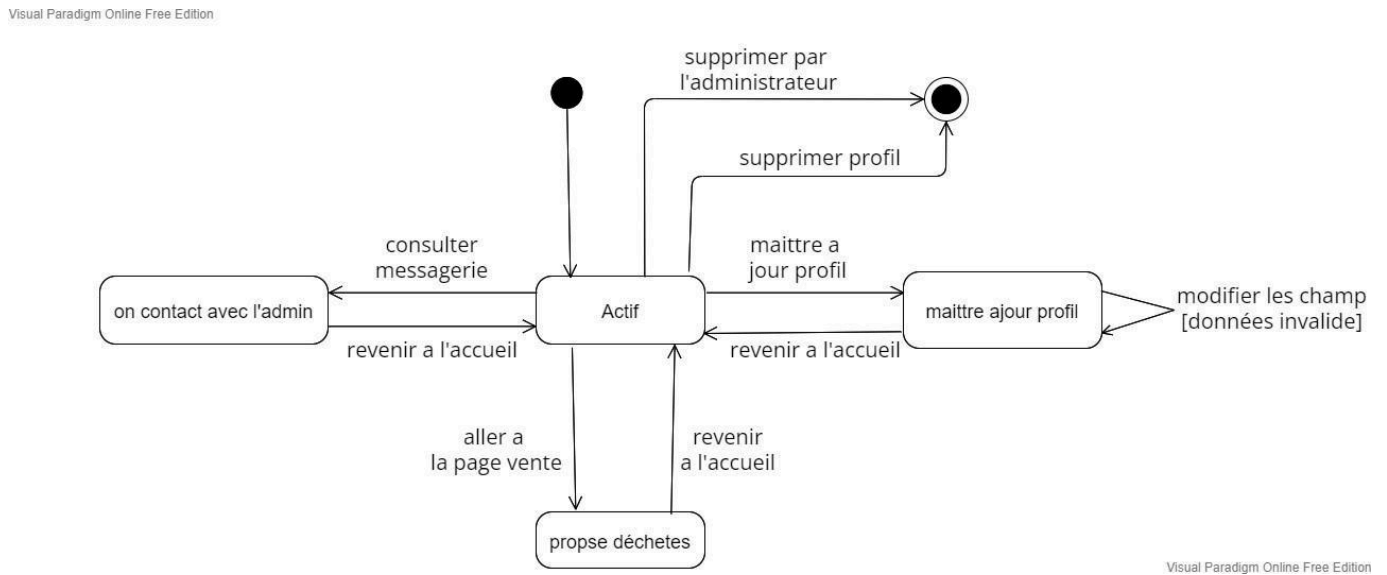 Visual Paradigm Online Free Edition
supprimer par
l'administrateur
supprimer profil
consulter
messagerie
maittre a
jour profil
on contact avec l'admin
Actif
maittre ajour profil
modifier les champ
[données invalide]
revenir a l'accueil
revenir a l'accueil
aller a
la page vente
revenir
a l'accueil
propse déchetes
Visual Paradigm Online Free Edition